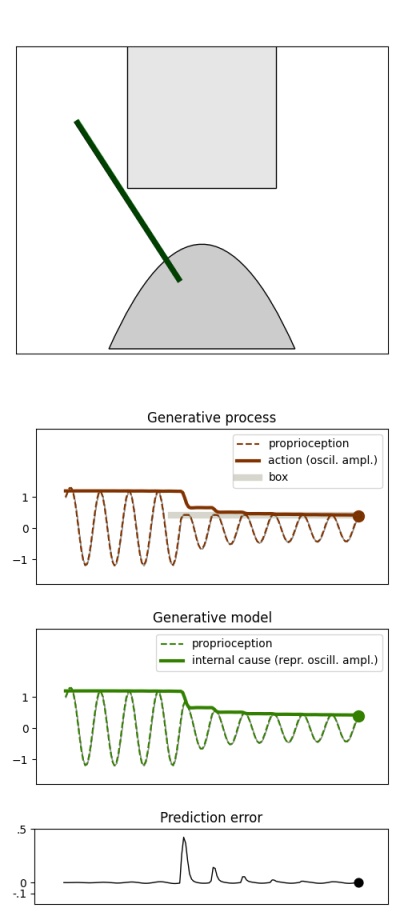 Generative process
proprioception
action (oscil. ampl.)
box
1
0
−1
Generative model
proprioception
internal cause (repr. oscill. ampl.)
1
0
−1
Prediction error
.5
0
-.1